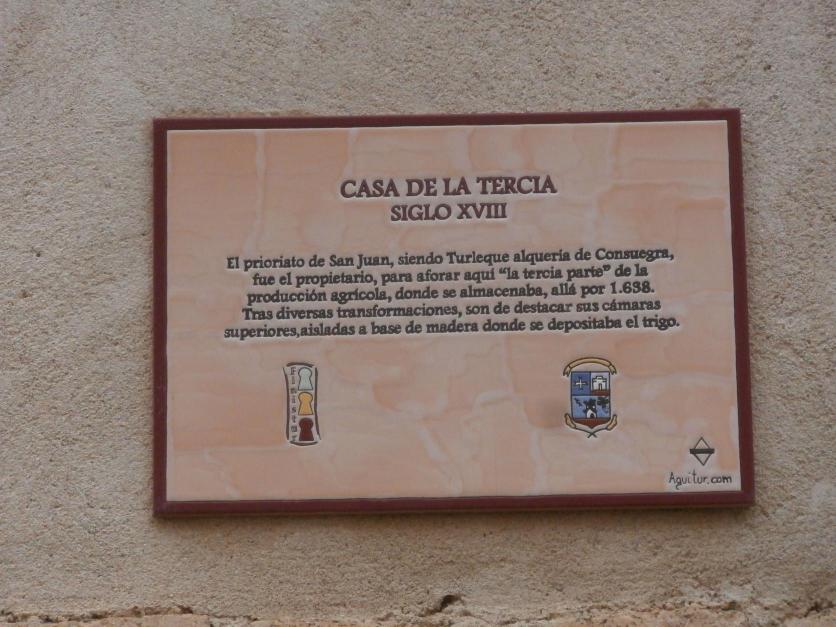 CASA DE LA TERCIA
SIGLO XVIII
El prioriato de San Juan, siendo Turleque alquería de Consuegra,
fue el propietario, para aforar aquí "la tercia parte" de la
producción agrícola, donde se almacenaba, allá por 1.638.
Tras diversas transformaciones, son de destacar sus cámaras
superiores,aisladas a base de madera donde se depositaba el trigo.
Finistur
Aguitur.com